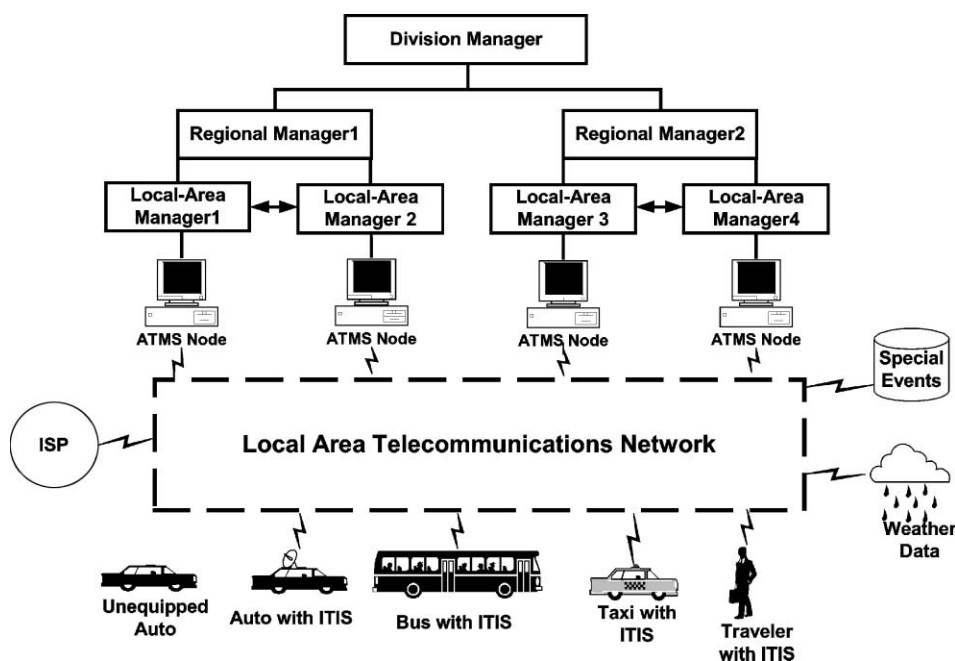 Division Manager
Regional Manager1
Regional Manager2
Local-Area
Manager1
Local-Area
Manager 2
Local-Area
Manager 3
Local-Area
Manager4
ATMS Node
ATMS Node
ATMS Node
ATMS Node
Special
Events
ISP
Local Area Telecommunications Network
Weather
Data
Unequipped
Auto
Auto with ITIS
Bus with ITIS
Taxi with
ITIS
Traveler
with ITIS